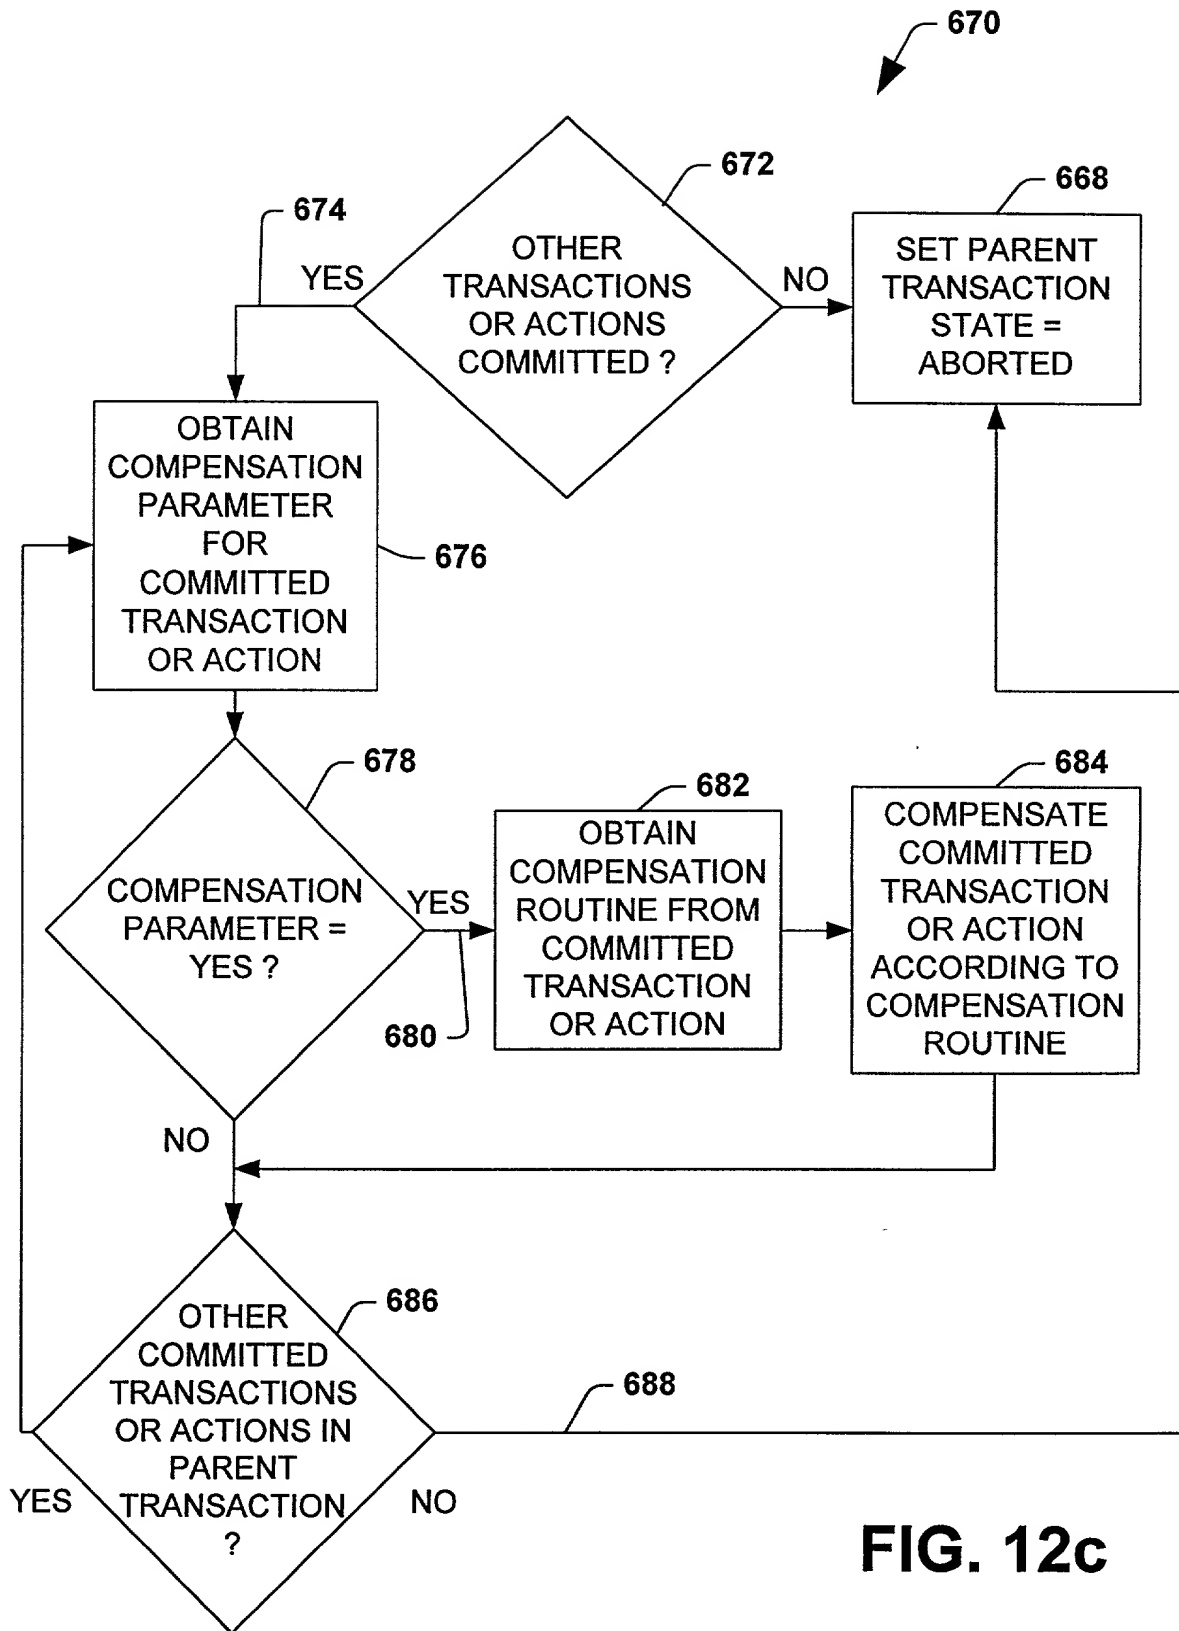 670
672
OTHER
TRANSACTIONS
OR ACTIONS
COMMITTED ?
674
YES
NO
668
SET PARENT
TRANSACTION
STATE =
ABORTED
OBTAIN
COMPENSATION
PARAMETER
FOR
COMMITTED
TRANSACTION
OR ACTION
676
678
COMPENSATION
PARAMETER =
YES ?
YES
680
NO
682
OBTAIN
COMPENSATION
ROUTINE FROM
COMMITTED
TRANSACTION
OR ACTION
684
COMPENSATE
COMMITTED
TRANSACTION
OR ACTION
ACCORDING TO
COMPENSATION
ROUTINE
686
OTHER
COMMITTED
TRANSACTIONS
OR ACTIONS IN
PARENT
TRANSACTION
?
YES
NO
688
FIG. 12c